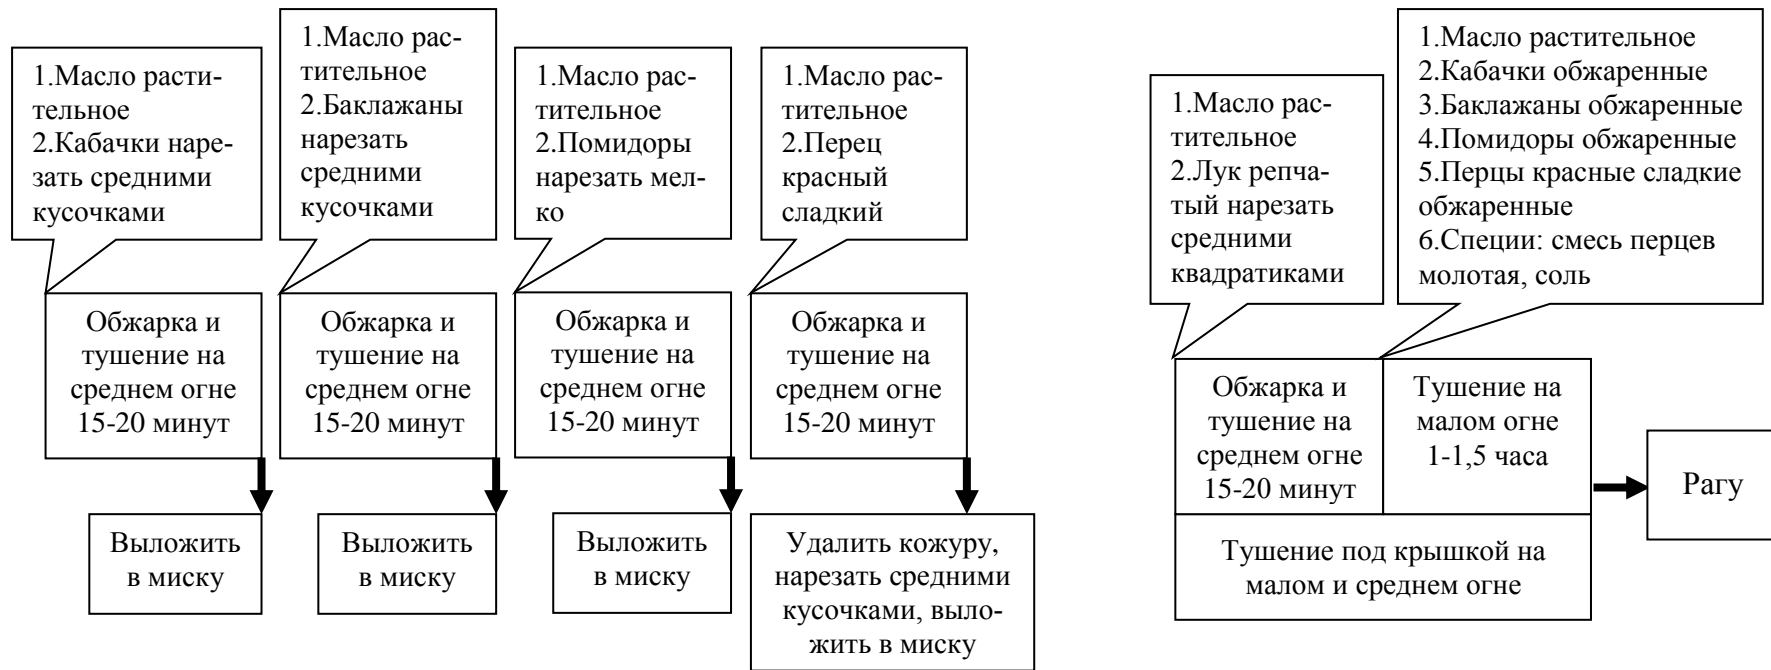 1.Масло расти-
тельное
2.Кабачки наре-
зать средними
кусочками
1.Масло рас-
тительное
2.Баклажаны
нарезать
средними
кусочками
1.Масло рас-
тительное
2.Помидоры
нарезать мел-
ко
1.Масло рас-
тительное
2.Перец
красный
сладкий
1.Масло рас-
тительное
2.Лук репча-
тый нарезать
средними
квадратиками
1.Масло растительное
2.Кабачки обжаренные
3.Баклажаны обжаренные
4.Помидоры обжаренные
5.Перцы красные сладкие
обжаренные
6.Специи: смесь перцев
молотая, соль
Обжарка и
тушение на
среднем огне
15-20 минут
Обжарка и
тушение на
среднем огне
15-20 минут
Обжарка и
тушение на
среднем огне
15-20 минут
Обжарка и
тушение на
среднем огне
15-20 минут
Обжарка и
тушение на
среднем огне
15-20 минут
Тушение на
малом огне
1-1,5 часа
Рагу
Выложить
в миску
Выложить
в миску
Выложить
в миску
Удалить кожуру,
нарезать средними
кусочками, выло-
жить в миску
Тушение под крышкой на
малом и среднем огне